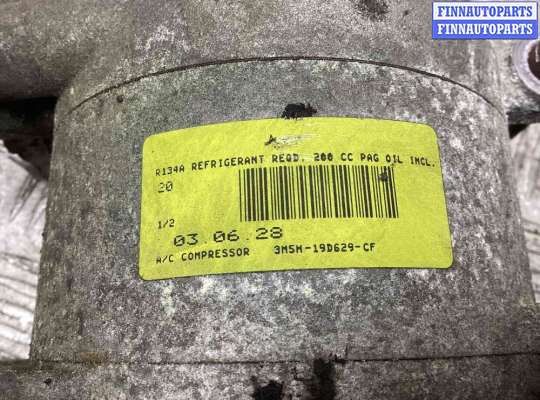 FINNAUTOPARTS
FINNAUTOPARTS
R134A REFRIGERANT REQD. 200 CC PAG OIL INCL.
20
1/2
03.06.28
A/C COMPRESSOR 3M5H-19D629-CF